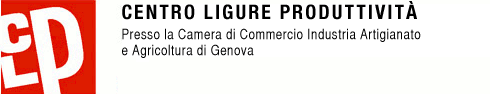 CLP
CENTRO LIGURE PRODUTTIVITÀ
Presso la Camera di Commercio Industria Artigianato
e Agricoltura di Genova